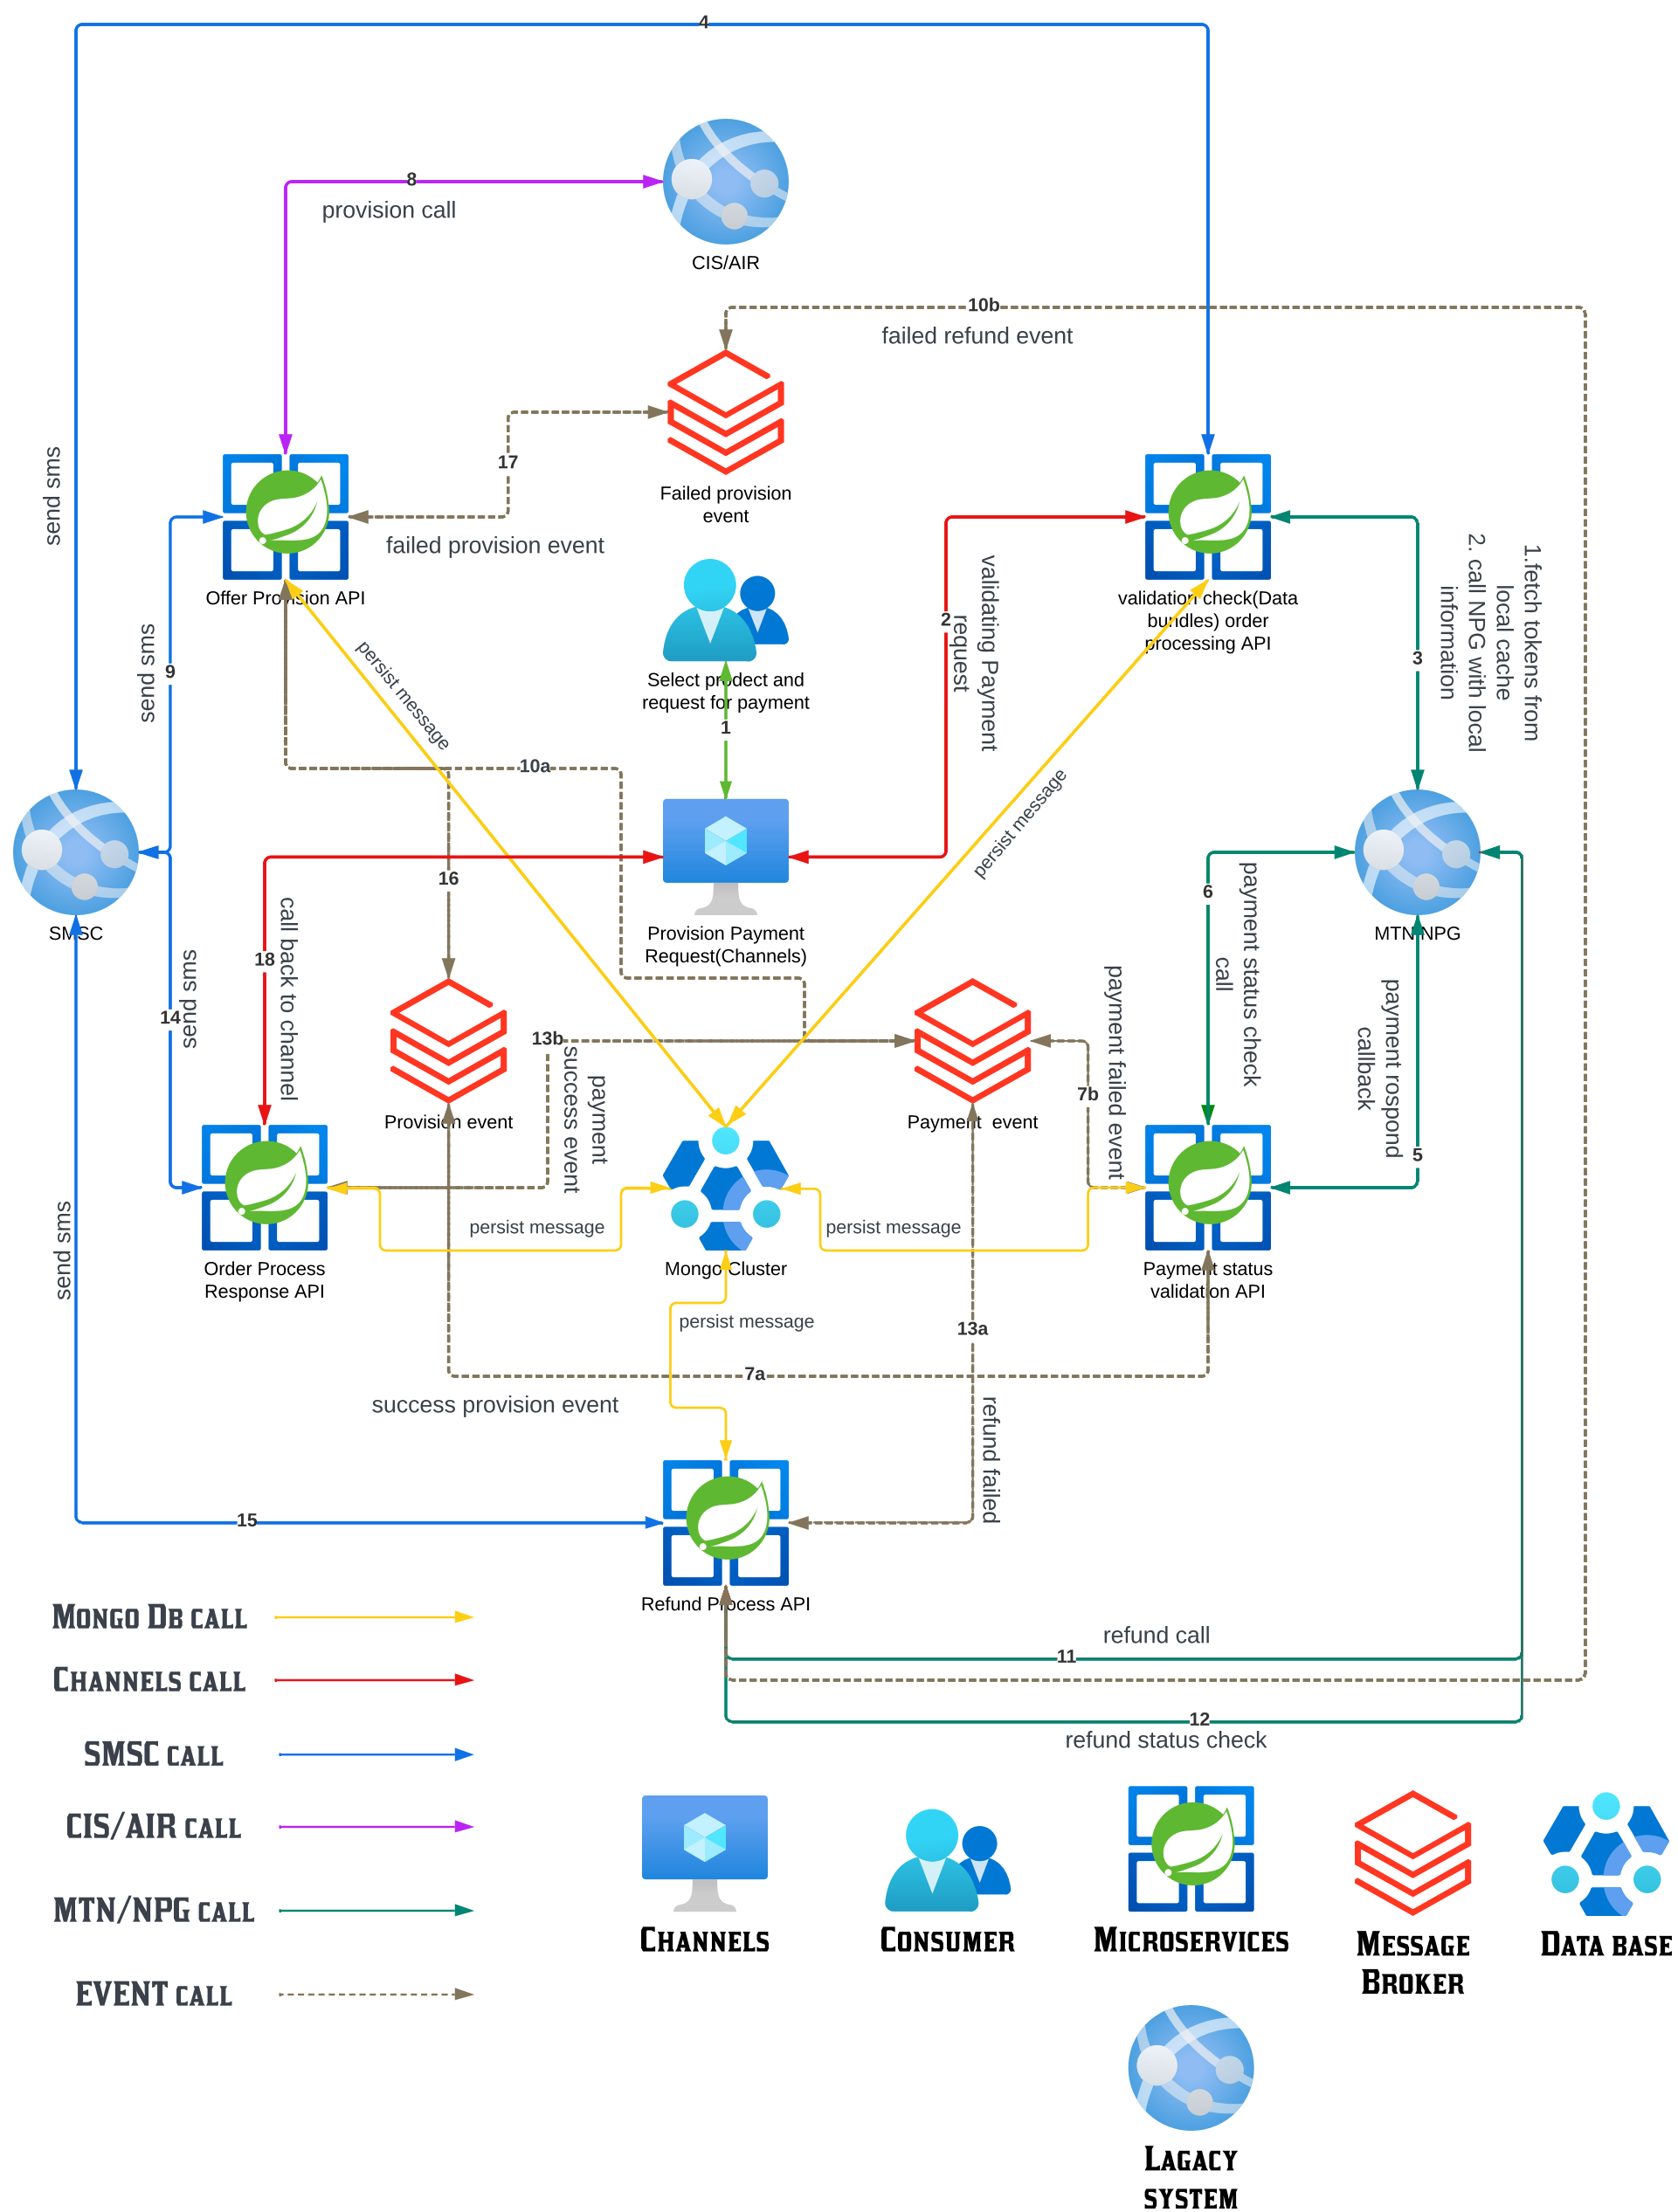 4
8
provision call
CIS/AIR
10b
failed refund event
send sms
17
Failed provision
event
failed provision event
Offer Provision API
validation check(Data
bundles) order
processing API
validating Payment
request
2
1.fetch tokens from
local cache
2. call NPG with local
information
3
send sms
9
persist message
Select prodect and
request for payment
1
10a
persist message
16
SMSC
Provision Payment
Request(Channels)
MTN NPG
6
payment status check
call
call back to channel
18
send sms
14
payment failed event
payment rospond
callback
13b
payment
success event
7b
Provision event
Payment  event
5
send sms
persist message
persist message
Order Process
Response API
Mongo Cluster
Payment status
validation API
persist message
13a
7a
success provision event
refund failed
15
Refund Process API
refund call
11
12
refund status check
Mongo Db call
Channels call
SMSC call
CIS/AIR call
MTN/NPG call
EVENT call
Channels
Consumer
Microservices
Message
Broker
Data base
Lagacy
system